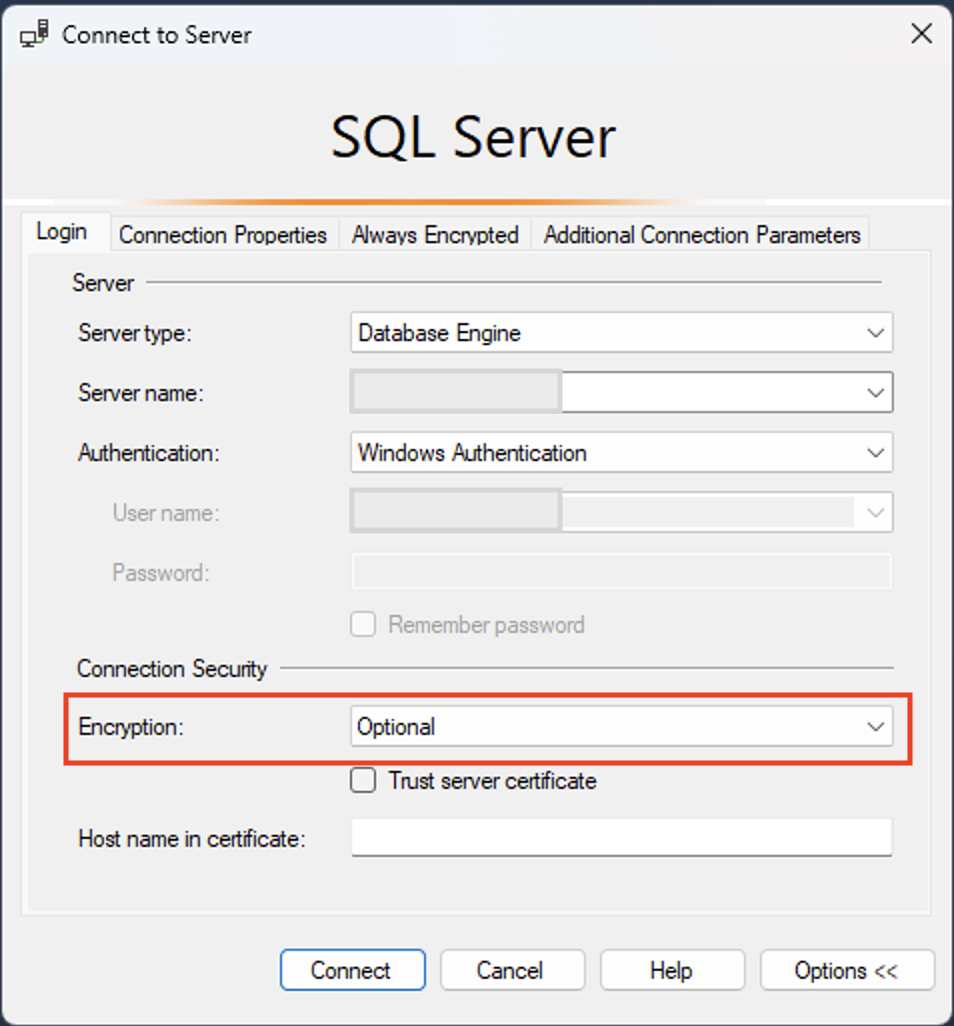 Connect to Server
SQL Server
Login Connection Properties Always Encrypted Additional Connection Parameters
Server
Server type: Database Engine
Server name:
Authentication: Windows Authentication
User name:
Password:
Remember password
Connection Security
Encryption: Optional
Trust server certificate
Host name in certificate:
Connect Cancel Help Options <<